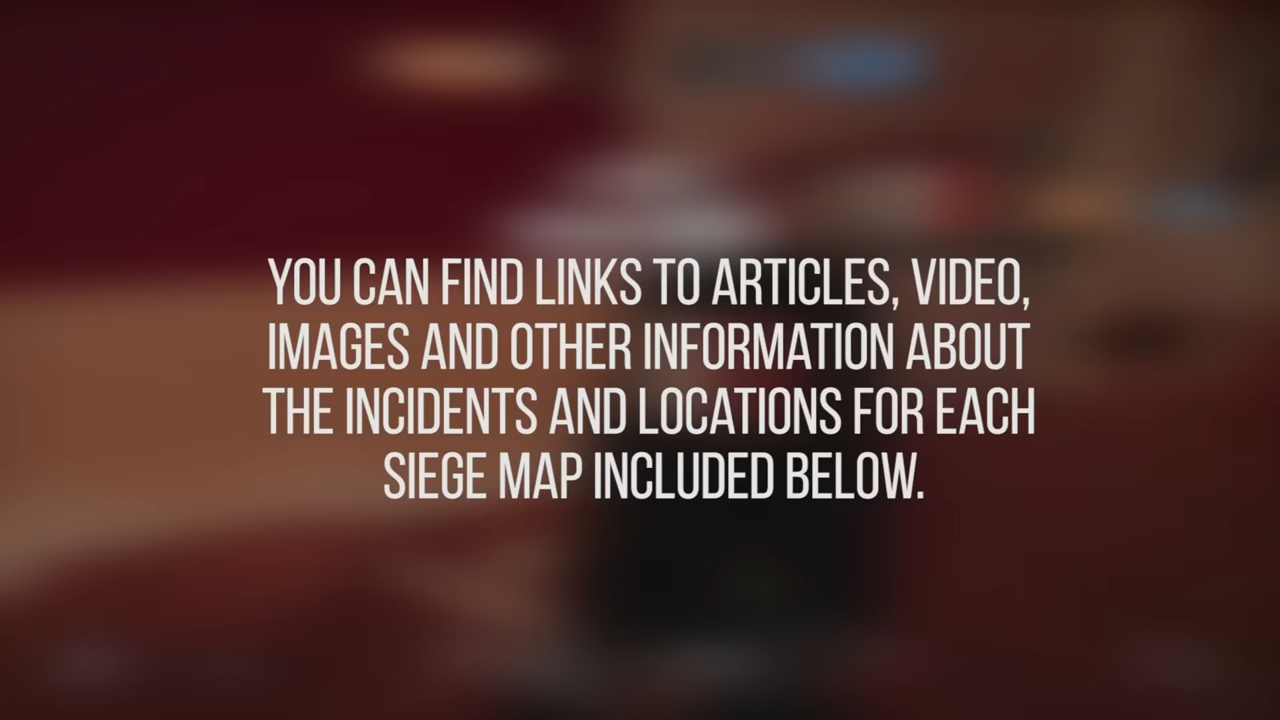 YOU CAN FIND LINKS TO ARTICLES, VIDEO,
IMAGES AND OTHER INFORMATION ABOUT
THE INCIDENTS AND LOCATIONS FOR EACH
SIEGE MAP INCLUDED BELOW.